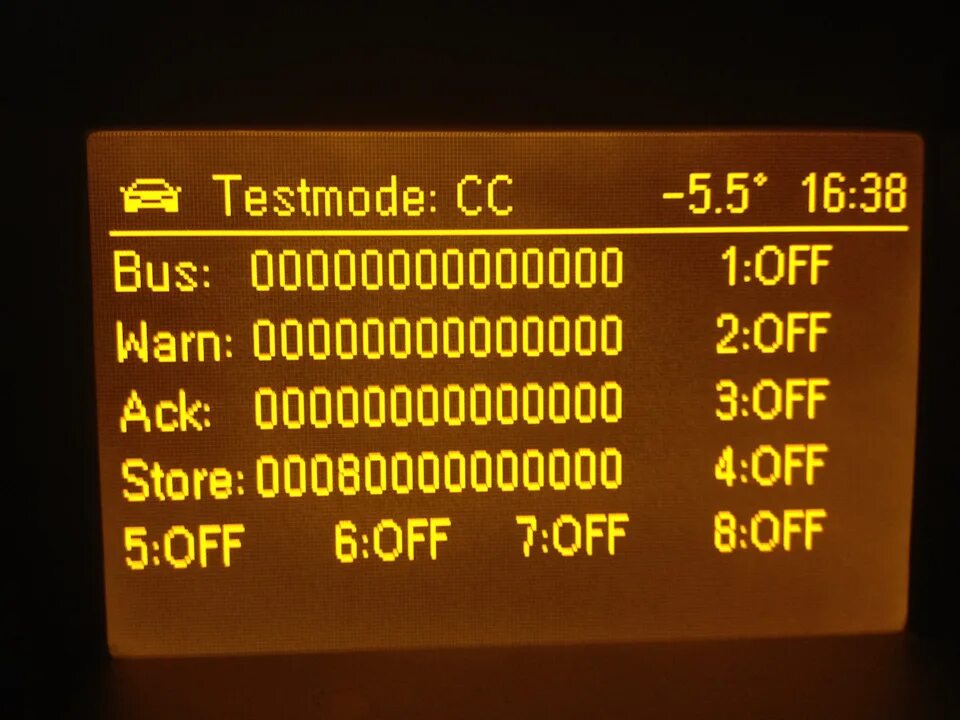 Testmode: CC -5.5° 16:38
Bus: 00000000000000 1:OFF
Warn: 00000000000000 2:OFF
Ack: 00000000000000 3:OFF
Store: 00080000000000 4:OFF
5:OFF 6:OFF 7:OFF 8:OFF